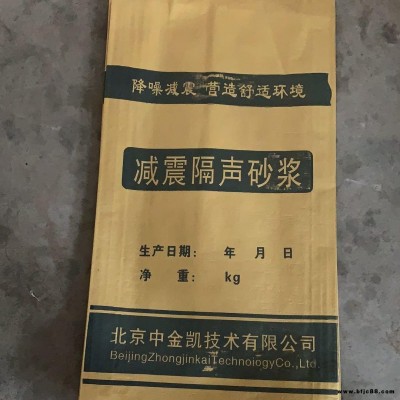 降噪减震 营造舒适环境
减震隔声砂浆
生产日期： 年 月 日
净 重： kg
北京中金凯技术有限公司
BeijingZhongjinkaiTechnologyCo.,Ltd.
www.bfjc88.com